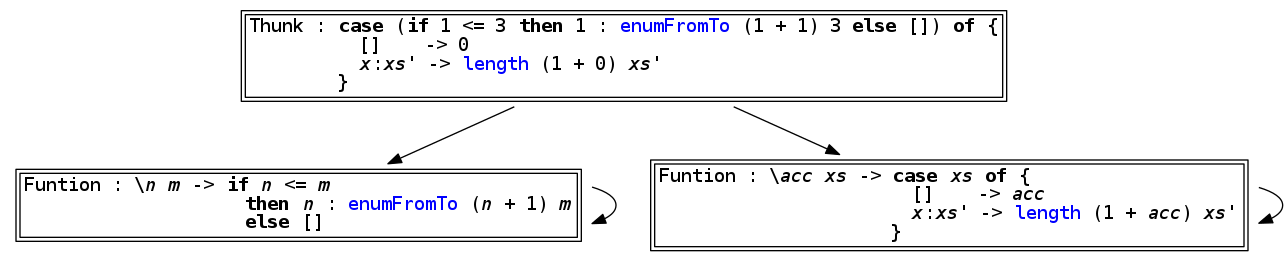 Thunk : case (if 1 <= 3 then 1 : enumFromTo (1 + 1) 3 else []) of {
[] -> 0
x:xs' -> length (1 + 0) xs'
}
Funtion : \n m -> if n <= m
then n : enumFromTo (n + 1) m
else []
Funtion : \acc xs -> case xs of {
[] -> acc
x:xs' -> length (1 + acc) xs'
}